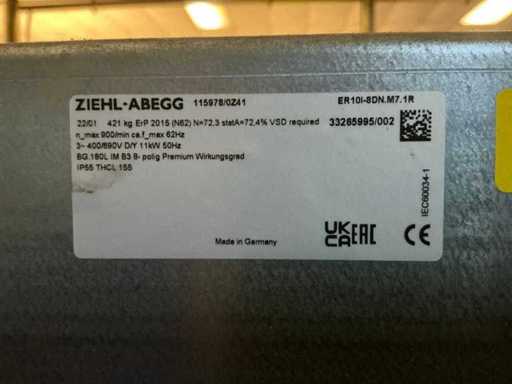 ZIEHL-ABEGG 115978/0Z41 ER10I-8DN.M7.1R
22/01 421 kg ErP 2015 (N62) N=72,3 statA=72,4% VSD required 33265995/002
n_max 900/min ca.f_max 62Hz
3~ 400/690V D/Y 11kW 50Hz
BG.180L IM B3 8- polig Premium Wirkungsgrad
IP55 THCL 155
IEC60034-1
Made in Germany UK CA EAC CE